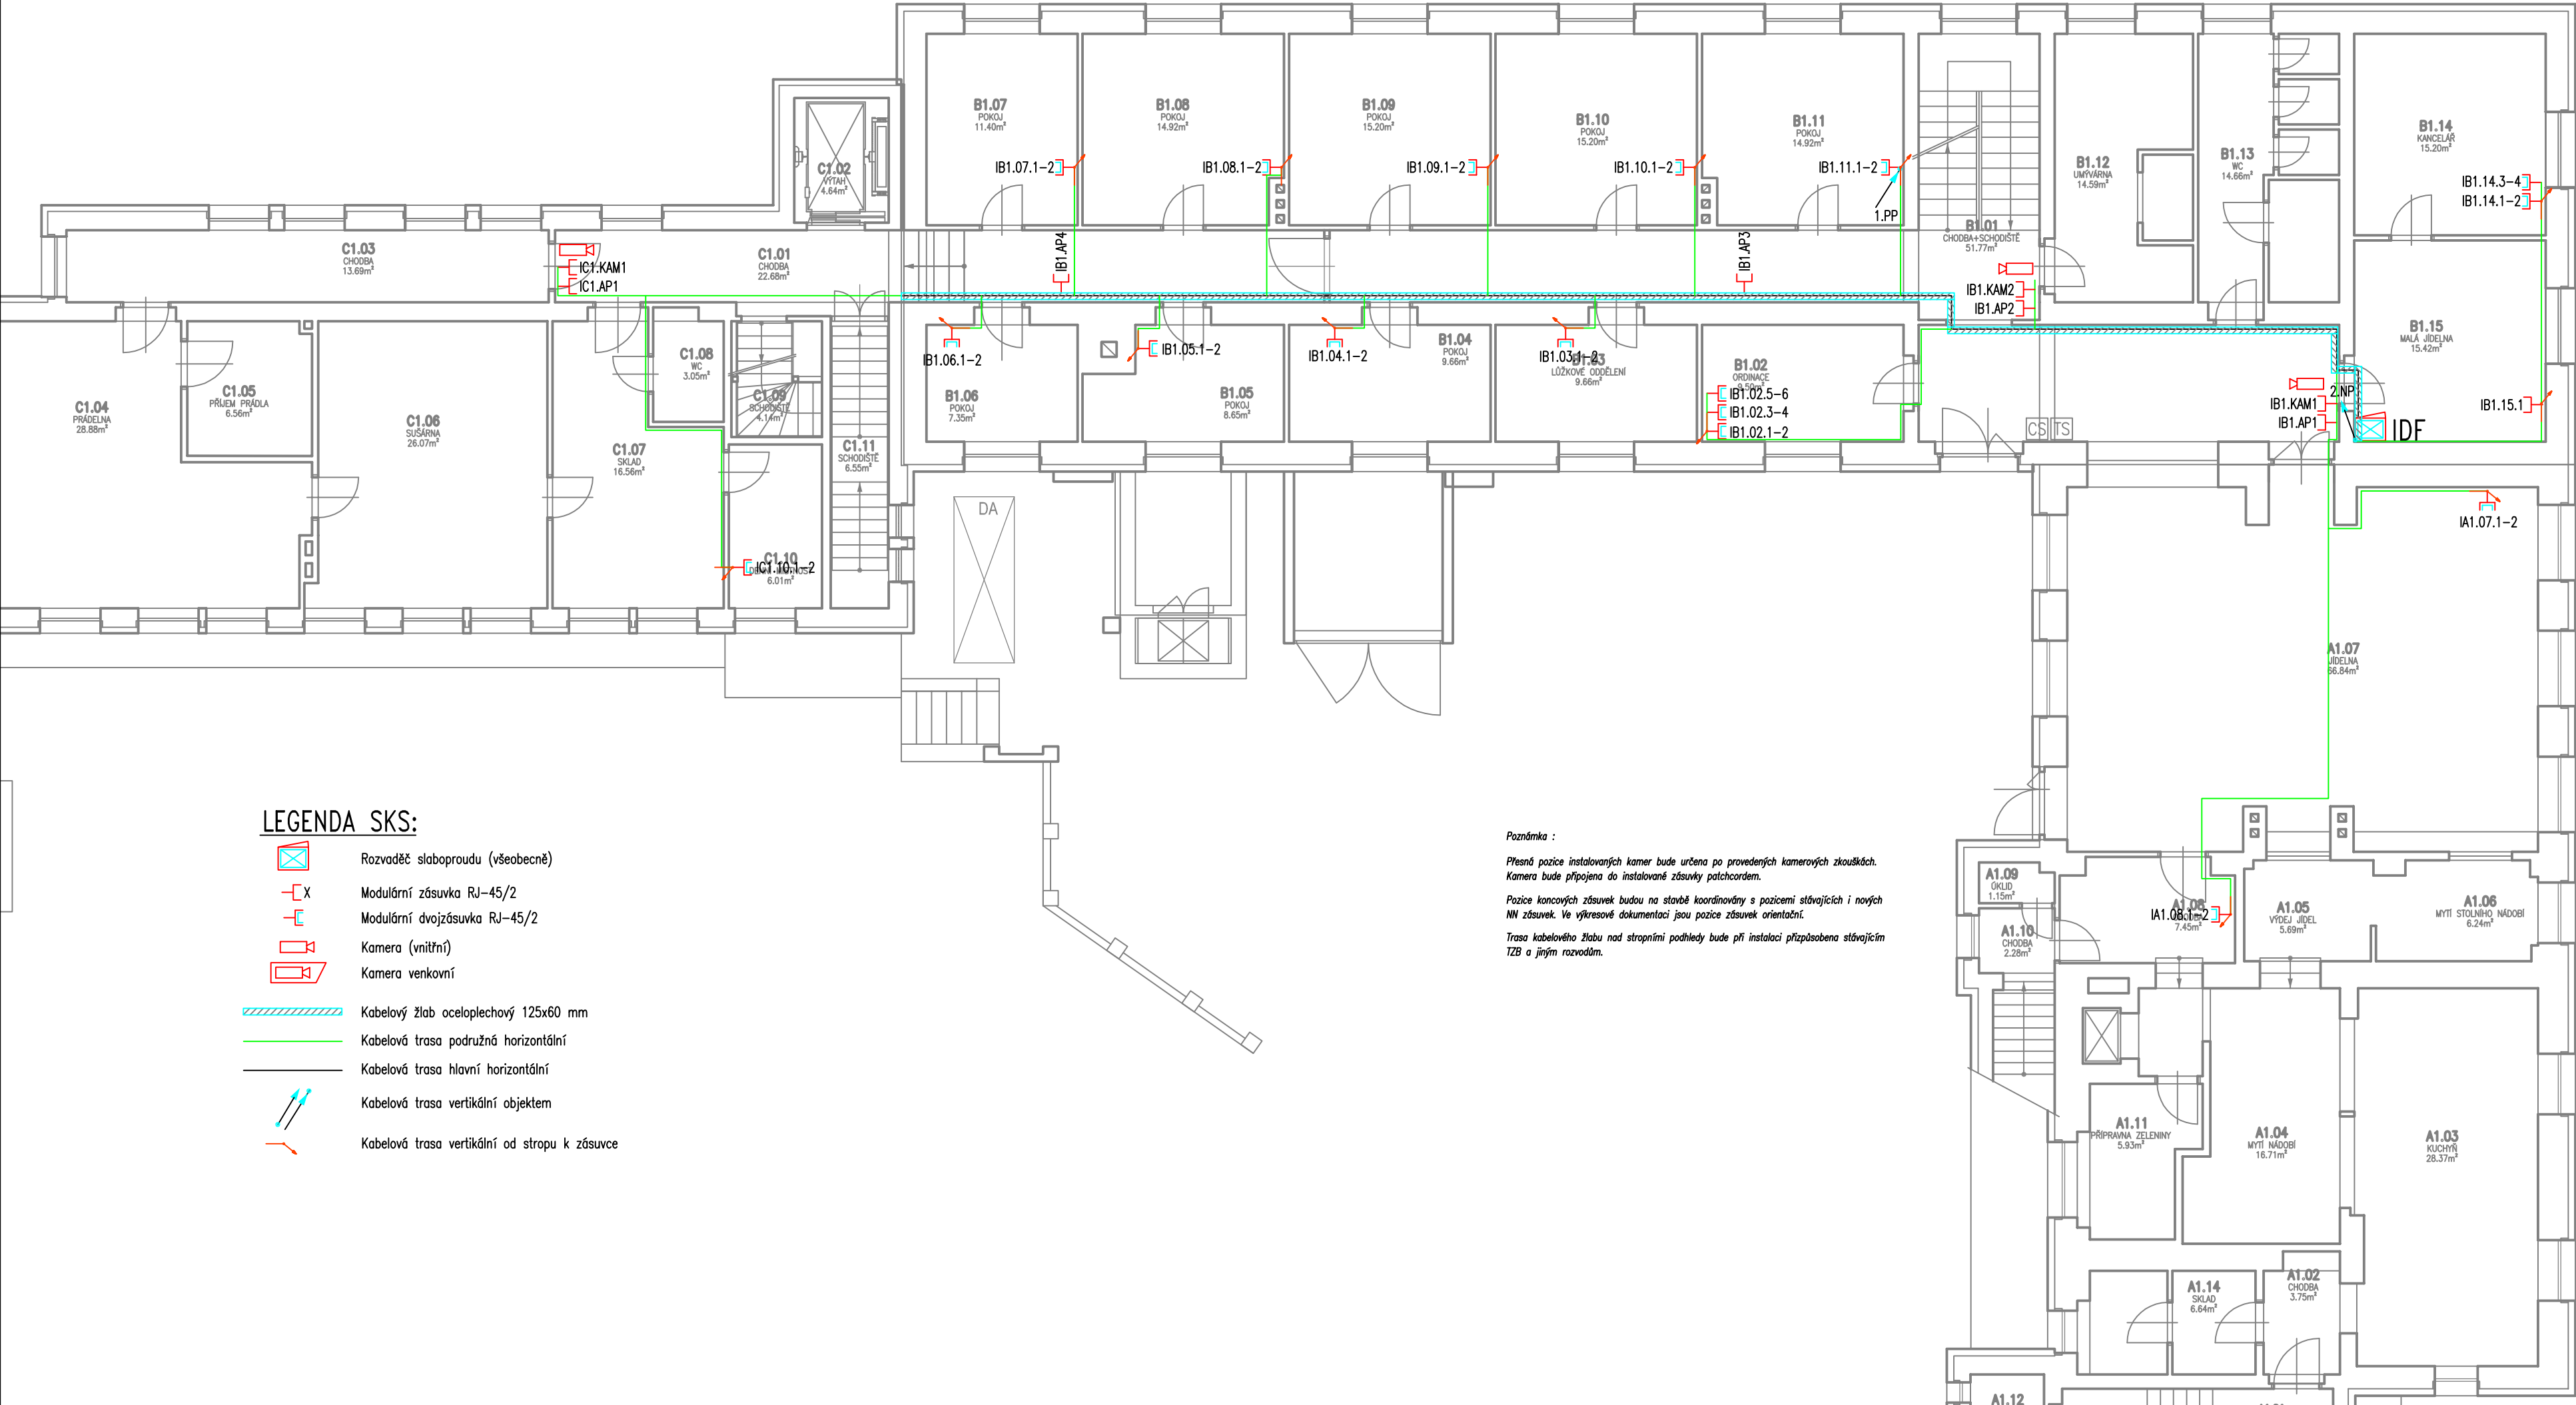 B1.07
POKOJ
11.40m²
B1.08
POKOJ
14.92m²
B1.09
POKOJ
15.20m²
B1.10
POKOJ
15.20m²
B1.11
POKOJ
14.92m²
B1.12
UMÝVÁRNA
14.59m²
B1.13
WC
14.66m²
B1.14
KANCELÁŘ
15.20m²
C1.02
VÝTAH
4.64m²
IB1.07.1-2
IB1.08.1-2
IB1.09.1-2
IB1.10.1-2
IB1.11.1-2
1.PP
IB1.14.3-4
IB1.14.1-2
B1.01
CHODBA+SCHODIŠTĚ
51.77m²
C1.03
CHODBA
13.69m²
C1.01
CHODBA
22.68m²
IC1.KAM1
IC1.AP1
IB1.AP4
IB1.AP3
IB1.KAM2
IB1.AP2
B1.15
MALÁ JÍDELNA
15.42m²
C1.04
PRÁDELNA
28.88m²
C1.05
PŘÍJEM PRÁDLA
6.56m²
C1.06
SUŠÁRNA
26.07m²
C1.07
SKLAD
16.56m²
C1.08
WC
3.05m²
C1.09
SCHODIŠTĚ
4.14m²
C1.11
SCHODIŠTĚ
6.55m²
C1.10
6.01m²
IC1.10.1-2
IB1.06.1-2
B1.06
POKOJ
7.35m²
IB1.05.1-2
B1.05
POKOJ
8.65m²
IB1.04.1-2
B1.04
POKOJ
9.66m²
IB1.03.1-2
B1.03
LŮŽKOVÉ ODDĚLENÍ
9.66m²
B1.02
ORDINACE
9.50m²
IB1.02.5-6
IB1.02.3-4
IB1.02.1-2
CS
TS
2.NP
IB1.KAM1
IB1.AP1
IDF
IB1.15.1
DA
IA1.07.1-2
A1.07
JÍDELNA
66.84m²
LEGENDA SKS:
Rozvaděč slaboproudu (všeobecně)
X
Modulární zásuvka RJ-45/2
Modulární dvojzásuvka RJ-45/2
Kamera (vnitřní)
Kamera venkovní
Kabelový žlab oceloplechový 125x60 mm
Kabelová trasa podružná horizontální
Kabelová trasa hlavní horizontální
Kabelová trasa vertikální objektem
Kabelová trasa vertikální od stropu k zásuvce
Poznámka :
Přesná pozice instalovaných kamer bude určena po provedených kamerových zkouškách.
Kamera bude připojena do instalované zásuvky patchcordem.
Pozice koncových zásuvek budou na stavbě koordinovány s pozicemi stávajících i nových
NN zásuvek. Ve výkresové dokumentaci jsou pozice zásuvek orientační.
Trasa kabelového žlabu nad stropními podhledy bude při instalaci přizpůsobena stávajícím
TZB a jiným rozvodům.
A1.09
ÚKLID
1.15m²
A1.10
CHODBA
2.28m²
A1.08
7.45m²
IA1.08.1-2
A1.05
VÝDEJ JÍDEL
5.69m²
A1.06
MYTÍ STOLNÍHO NÁDOBÍ
6.24m²
A1.11
PŘÍPRAVNA ZELENINY
5.93m²
A1.04
MYTÍ NÁDOBÍ
16.71m²
A1.03
KUCHYŇ
28.37m²
A1.14
SKLAD
6.64m²
A1.02
CHODBA
3.75m²
A1.12